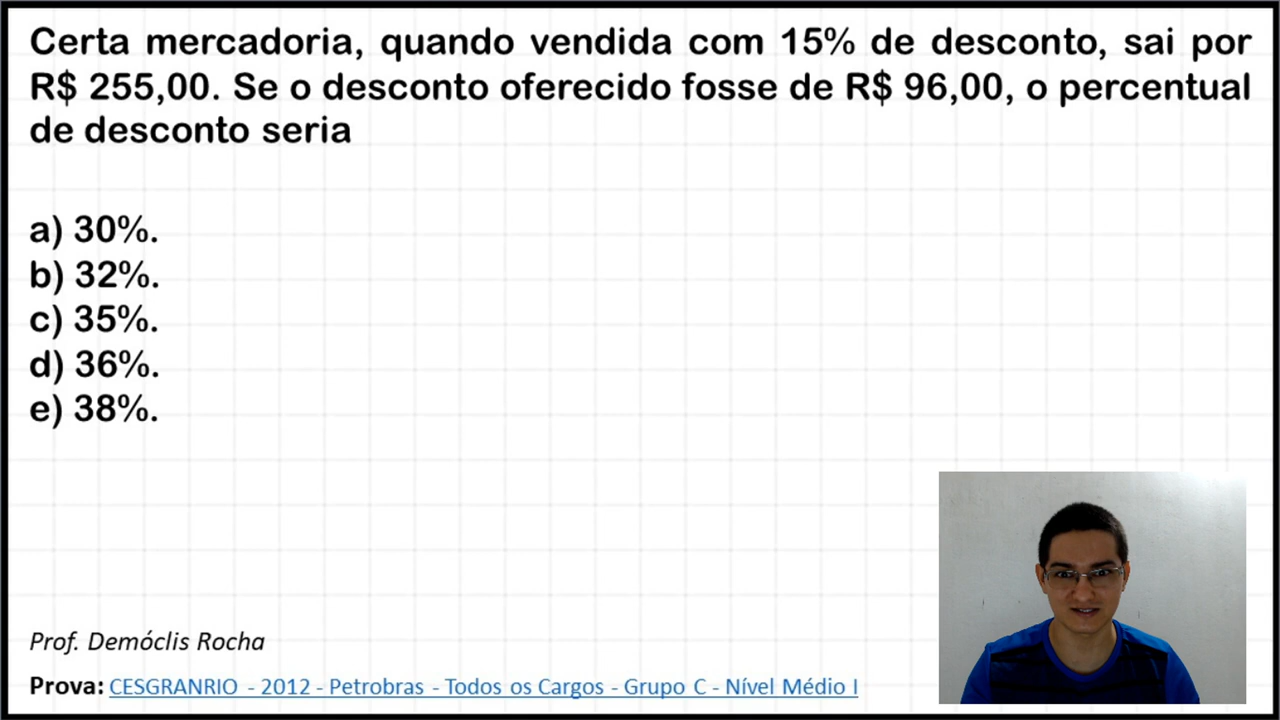 Certa mercadoria, quando vendida com 15% de desconto, sai por
R$ 255,00. Se o desconto oferecido fosse de R$ 96,00, o percentual
de desconto seria
a) 30%.
b) 32%.
c) 35%.
d) 36%.
e) 38%.
Prof. Demóclis Rocha
Prova: CESGRANRIO - 2012 - Petrobras - Todos os Cargos - Grupo C - Nível Médio I